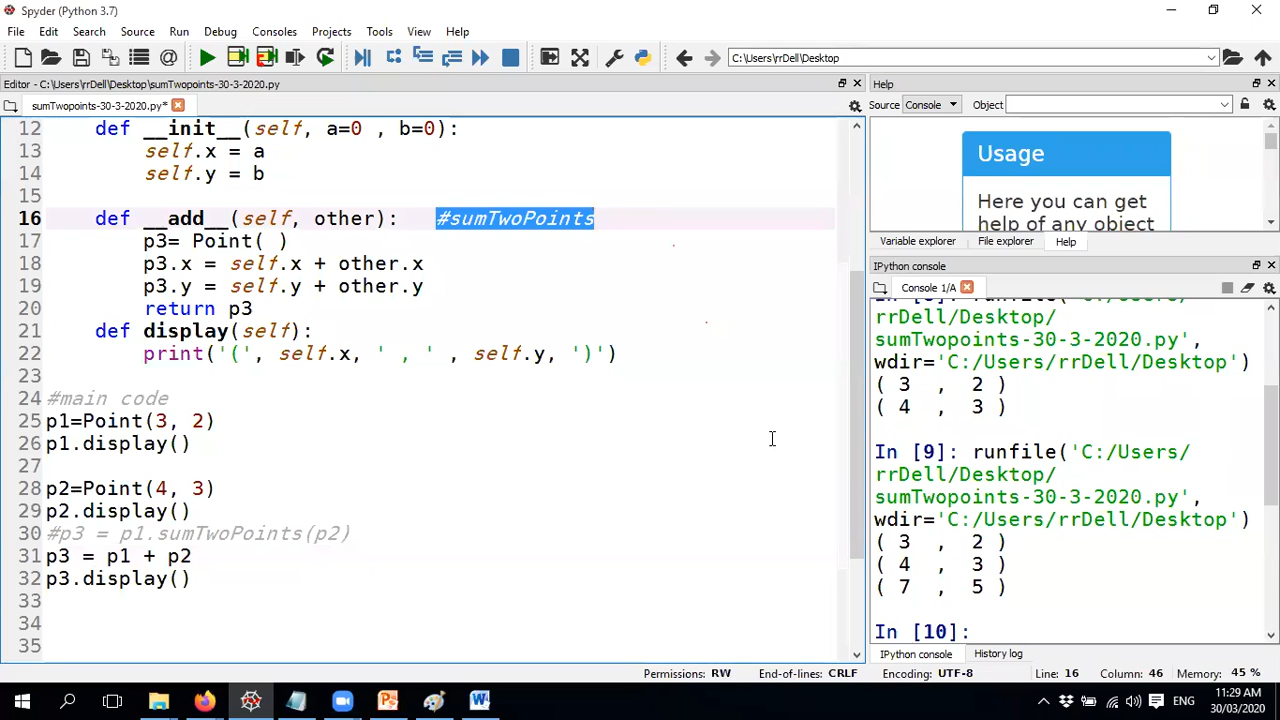 Spyder (Python 3.7)
File Edit Search Source Run Debug Consoles Projects Tools View Help
C:\Users\rrDell\Desktop
Editor - C:\Users\rrDell\Desktop\sumTwopoints-30-3-2020.py
sumTwopoints-30-3-2020.py*
12 def __init__(self, a=0 , b=0):
13 self.x = a
14 self.y = b
15
16 def __add__(self, other): #sumTwoPoints
17 p3= Point( )
18 p3.x = self.x + other.x
19 p3.y = self.y + other.y
20 return p3
21 def display(self):
22 print('(', self.x, ' , ' , self.y, ')')
23
24 #main code
25 p1=Point(3, 2)
26 p1.display()
27
28 p2=Point(4, 3)
29 p2.display()
30 #p3 = p1.sumTwoPoints(p2)
31 p3 = p1 + p2
32 p3.display()
33
34
35
Help
Source Console Object
Usage
Here you can get
help of any object
Variable explorer File explorer Help
IPython console
Console 1/A
rrDell/Desktop/
sumTwopoints-30-3-2020.py',
wdir='C:/Users/rrDell/Desktop')
( 3 , 2 )
( 4 , 3 )
In [9]: runfile('C:/Users/
rrDell/Desktop/
sumTwopoints-30-3-2020.py',
wdir='C:/Users/rrDell/Desktop')
( 3 , 2 )
( 4 , 3 )
( 7 , 5 )
In [10]:
IPython console History log
Permissions: RW End-of-lines: CRLF Encoding: UTF-8 Line: 16 Column: 46 Memory: 45 %
ENG
11:29 AM
30/03/2020